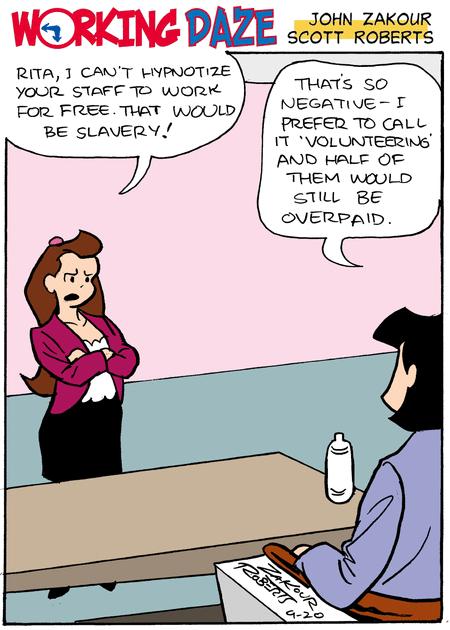 WORKING DAZE
JOHN ZAKOUR
SCOTT ROBERTS
RITA, I CAN'T HYPNOTIZE
YOUR STAFF TO WORK
FOR FREE. THAT WOULD
BE SLAVERY!
THAT'S SO
NEGATIVE - I
PREFER TO CALL
IT 'VOLUNTEERING'
AND HALF OF
THEM WOULD
STILL BE
OVERPAID.
ZAKOUR
ROBERTS
9-20